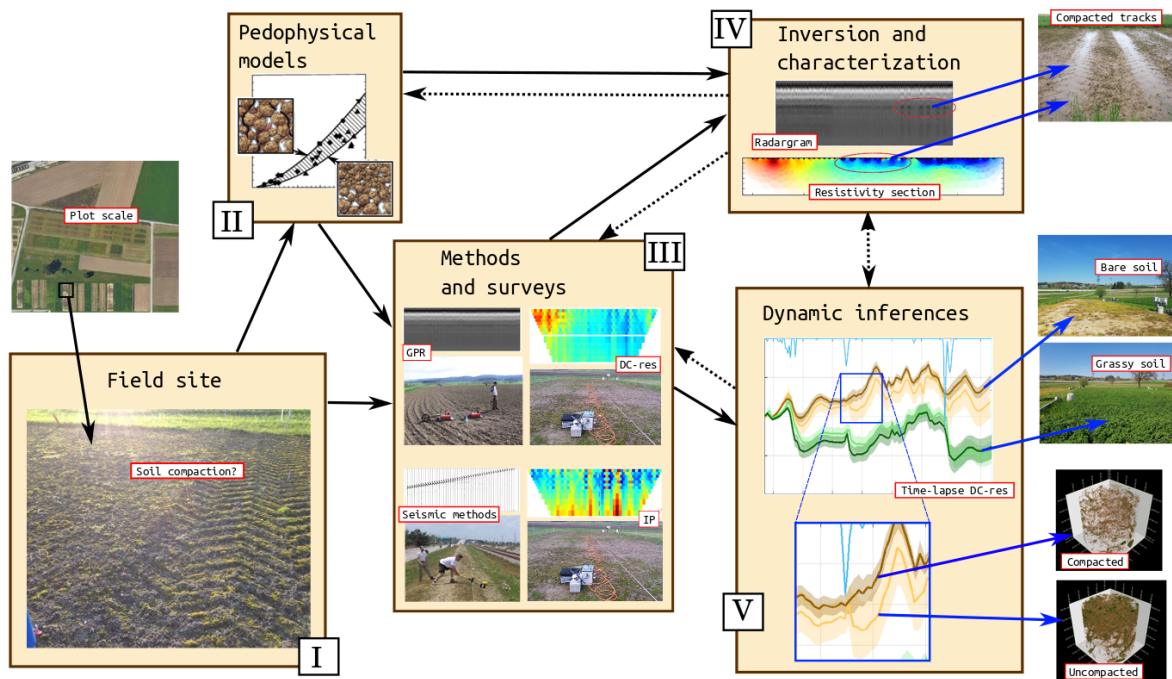 Pedophysical
models
II
Plot scale
Field site
Soil compaction?
I
Methods
and surveys
III
GPR
DC-res
Seismic methods
IP
IV
Inversion and
characterization
Radargram
Resistivity section
Compacted tracks
Dynamic inferences
Time-lapse DC-res
V
Bare soil
Grassy soil
Compacted
Uncompacted